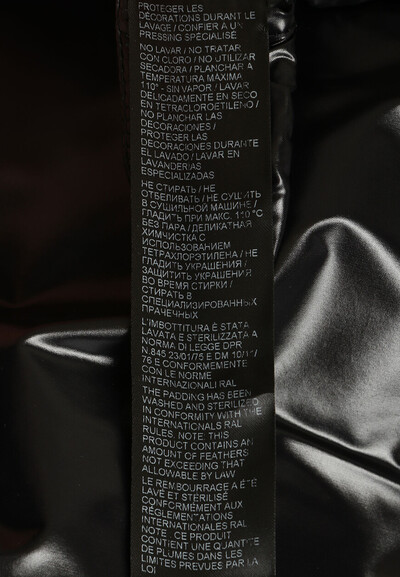 PROTEGER LES
DÉCORATIONS DURANT LE
LAVAGE / CONFIER A UN
PRESSING SPÉCIALISÉ
NO LAVAR / NO TRATAR
CON CLORO / NO UTILIZAR
SECADORA / PLANCHAR A
TEMPERATURA MÁXIMA
110° - SIN VAPOR / LAVAR
DELICADAMENTE EN SECO
EN TETRACLOROETILENO /
NO PLANCHAR LAS
DECORACIONES /
PROTEGER LAS
DECORACIONES DURANTE
EL LAVADO / LAVAR EN
LAVANDERÍAS
ESPECIALIZADAS
НЕ СТИРАТЬ / НЕ
ОТБЕЛИВАТЬ / НЕ СУШИТЬ
В СУШИЛЬНОЙ МАШИНЕ /
ГЛАДИТЬ ПРИ МАКС. 110 °C
БЕЗ ПАРА / ДЕЛИКАТНАЯ
ХИМЧИСТКА С
ИСПОЛЬЗОВАНИЕМ
ТЕТРАХЛОРЭТИЛЕНА / НЕ
ГЛАДИТЬ УКРАШЕНИЯ /
ЗАЩИТИТЬ УКРАШЕНИЯ
ВО ВРЕМЯ СТИРКИ /
СТИРАТЬ В
СПЕЦИАЛИЗИРОВАННЫХ
ПРАЧЕЧНЫХ
L'IMBOTTITURA È STATA
LAVATA E STERILIZZATA A
NORMA DI LEGGE DPR
N.845 23/01/75 E DM
76 E CONFORMEMENTE
CON LE NORME
INTERNAZIONALI RAL
THE PADDING HAS BEEN
WASHED AND STERILIZED
IN CONFORMITY WITH THE
INTERNATIONALS RAL
RULES. NOTE: THIS
PRODUCT CONTAINS AN
AMOUNT OF FEATHERS
NOT EXCEEDING THAT
ALLOWABLE BY LAW
LE REMBOURRAGE A ÉTÉ
LAVÉ ET STÉRILISÉ
CONFORMÉMENT AUX
RÉGLEMENTATIONS
INTERNATIONALES RAL
NOTE : CE PRODUIT
CONTIENT UNE QUANTITÉ
DE PLUMES DANS LES
LIMITES PREVUES PAR LA
LOI